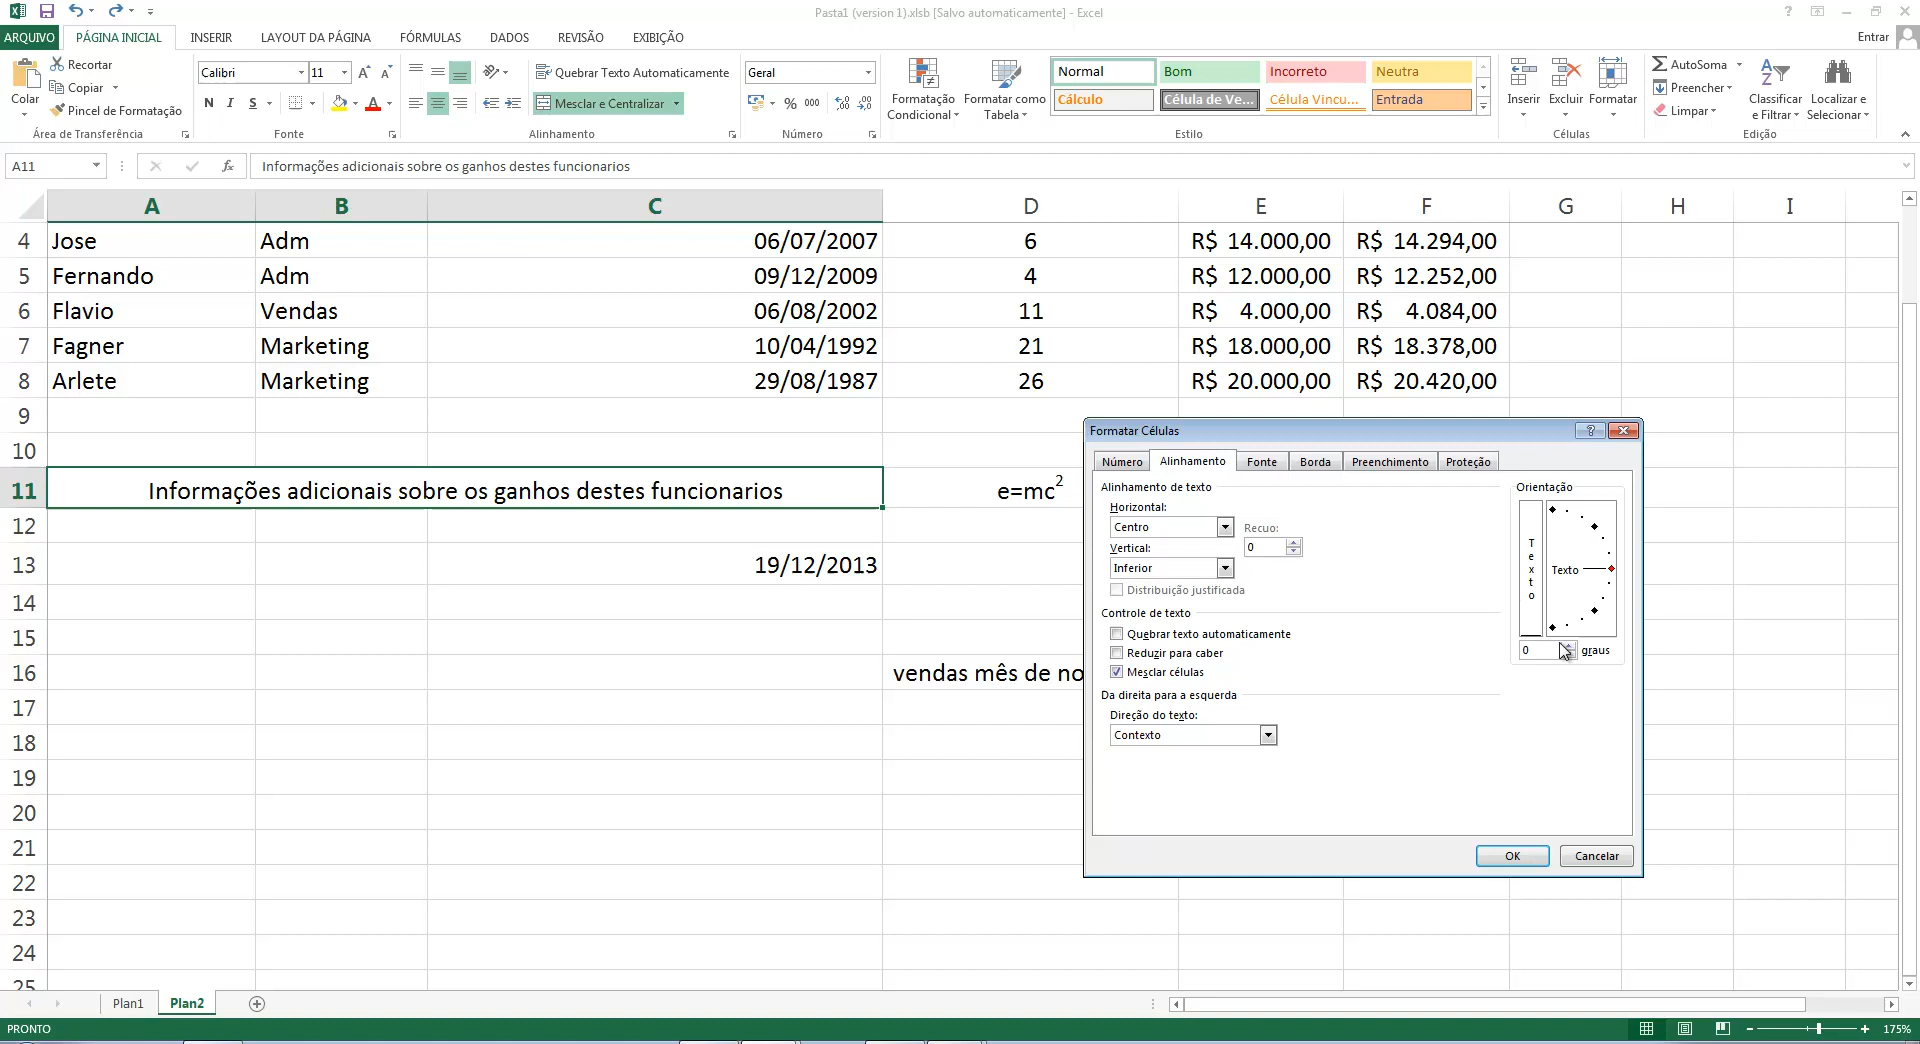 Pasta1 (version 1).xlsb [Salvo automaticamente] - Excel
ARQUIVO PÁGINA INICIAL INSERIR LAYOUT DA PÁGINA FÓRMULAS DADOS REVISÃO EXIBIÇÃO Entrar
Colar
Recortar
Copiar
Pincel de Formatação
Área de Transferência
Calibri 11
N I S
Fonte
Quebrar Texto Automaticamente
Mesclar e Centralizar
Alinhamento
Geral
% 000
Número
Formatação Condicional
Formatar como Tabela
Normal Bom Incorreto Neutra
Cálculo Célula de Ve... Célula Vincu... Entrada
Estilo
Inserir Excluir Formatar
Células
AutoSoma
Preencher
Limpar
Classificar e Filtrar
Localizar e Selecionar
Edição
A11 fx Informações adicionais sobre os ganhos destes funcionarios
A B C D E F G H I
4 Jose Adm 06/07/2007 6 R$ 14.000,00 R$ 14.294,00
5 Fernando Adm 09/12/2009 4 R$ 12.000,00 R$ 12.252,00
6 Flavio Vendas 06/08/2002 11 R$ 4.000,00 R$ 4.084,00
7 Fagner Marketing 10/04/1992 21 R$ 18.000,00 R$ 18.378,00
8 Arlete Marketing 29/08/1987 26 R$ 20.000,00 R$ 20.420,00
9
10
11 Informações adicionais sobre os ganhos destes funcionarios e=mc2
12
13 19/12/2013
14
15
16 vendas mês de no
17
18
19
20
21
22
23
24
25
Formatar Células
Número Alinhamento Fonte Borda Preenchimento Proteção
Alinhamento de texto
Horizontal:
Centro
Recuo:
0
Vertical:
Inferior
Distribuição justificada
Controle de texto
Quebrar texto automaticamente
Reduzir para caber
Mesclar células
Da direita para a esquerda
Direção do texto:
Contexto
Orientação
Texto
Texto
0 graus
OK Cancelar
Plan1 Plan2
PRONTO 175%